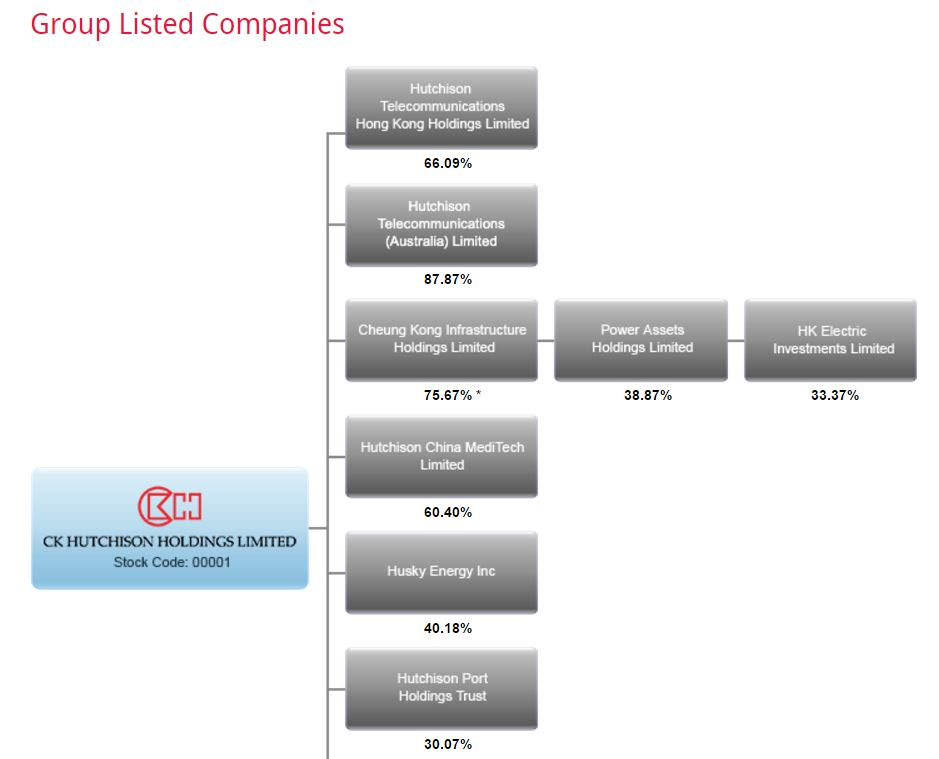 Group Listed Companies
Hutchison
Telecommunications
Hong Kong Holdings Limited
66.09%
Hutchison
Telecommunications
(Australia) Limited
87.87%
Cheung Kong Infrastructure
Holdings Limited
75.67% *
Power Assets
Holdings Limited
38.87%
HK Electric
Investments Limited
33.37%
Hutchison China MediTech
Limited
60.40%
CKH
CK HUTCHISON HOLDINGS LIMITED
Stock Code: 00001
Husky Energy Inc
40.18%
Hutchison Port
Holdings Trust
30.07%